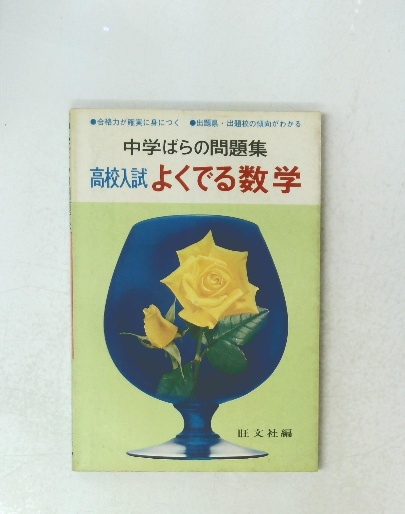 ●合格力が確実に身につく ●出題県・出題校の傾向がわかる
中学ばらの問題集
高校入試 よくでる数学
旺文社編